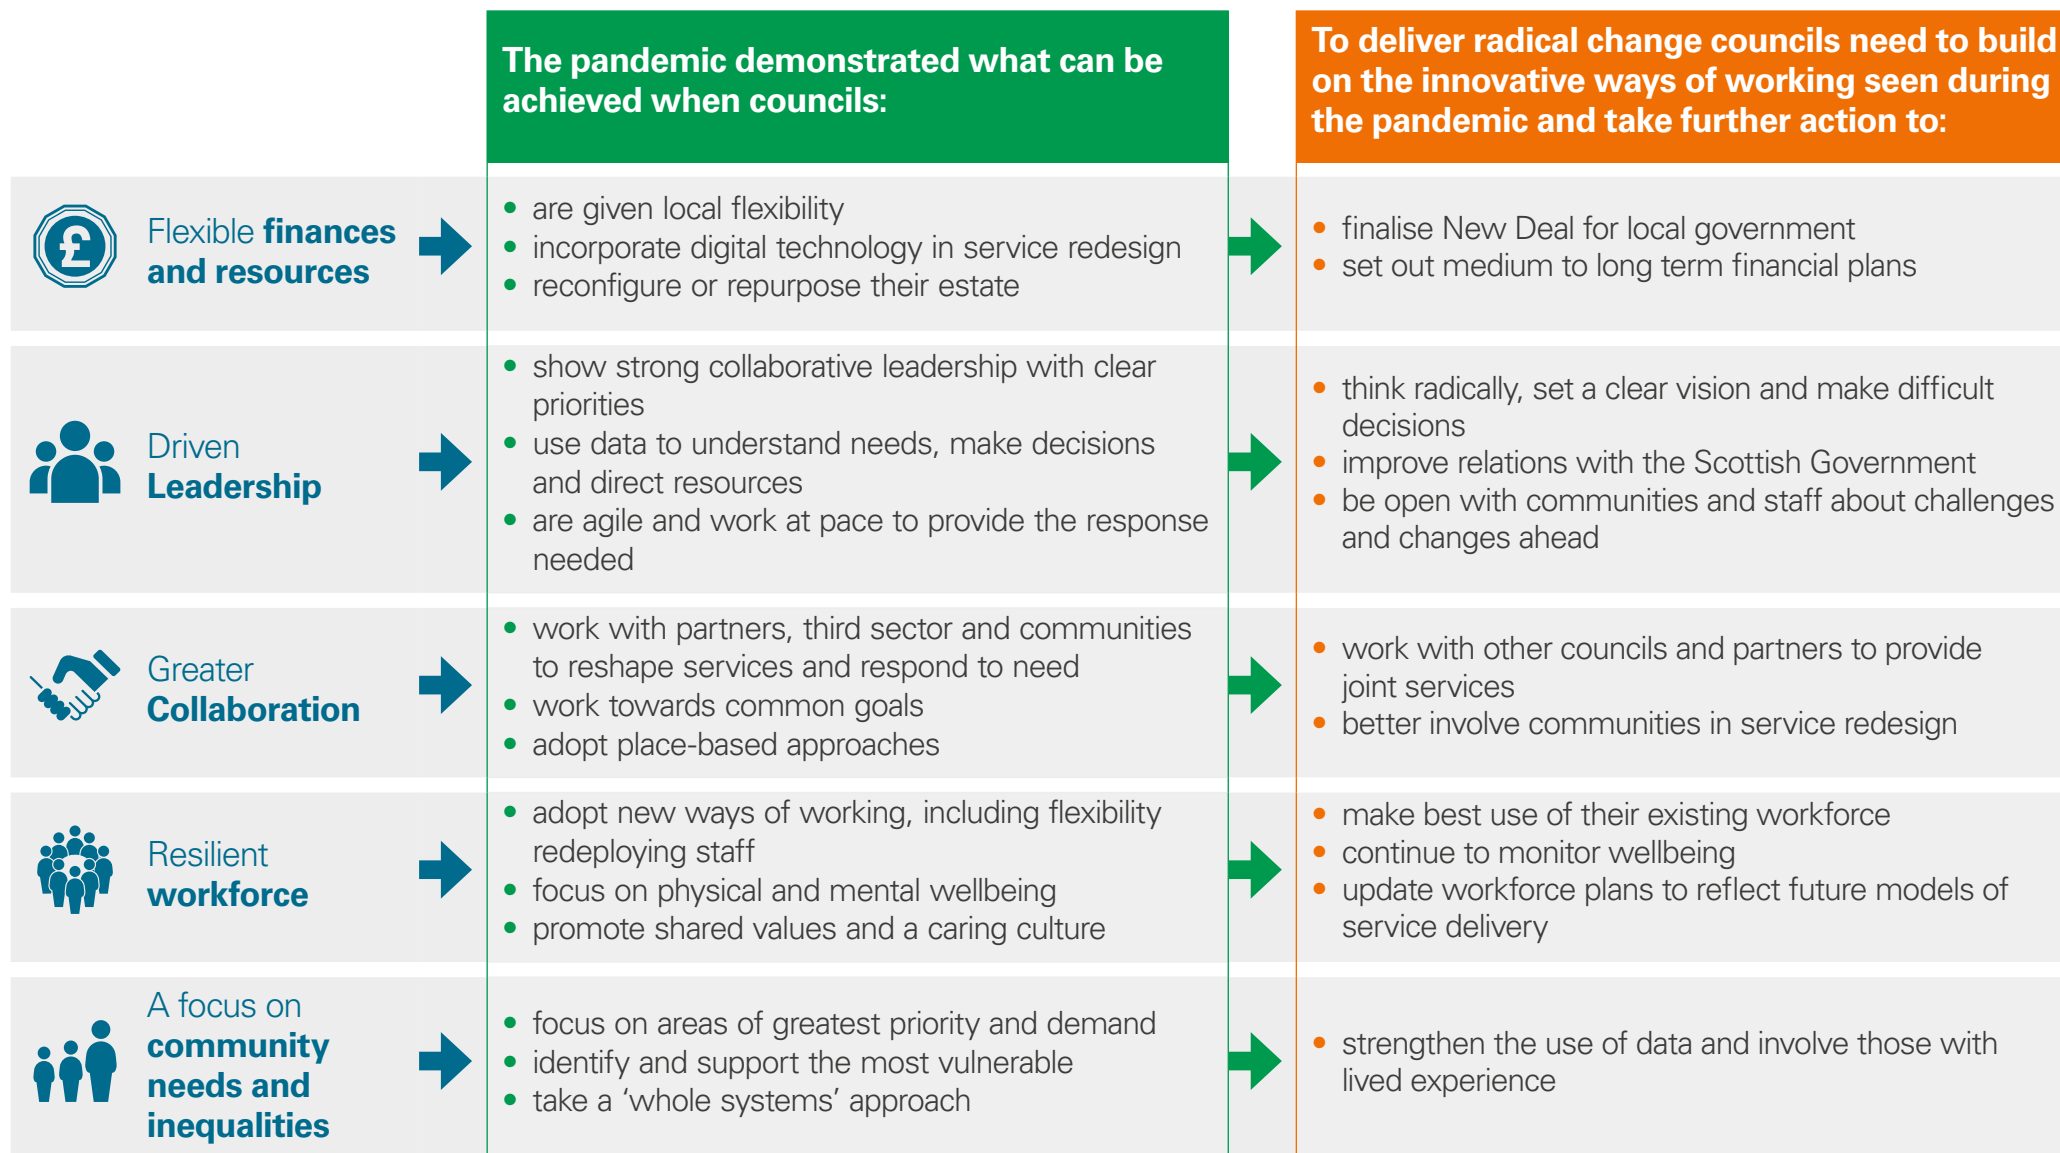 The pandemic demonstrated what can be
achieved when councils:
To deliver radical change councils need to build
on the innovative ways of working seen during
the pandemic and take further action to:
£
Flexible finances
and resources
• are given local flexibility
• incorporate digital technology in service redesign
• reconfigure or repurpose their estate
• finalise New Deal for local government
• set out medium to long term financial plans
Driven
Leadership
• show strong collaborative leadership with clear
priorities
• use data to understand needs, make decisions
and direct resources
• are agile and work at pace to provide the response
needed
• think radically, set a clear vision and make difficult
decisions
• improve relations with the Scottish Government
• be open with communities and staff about challenges
and changes ahead
Greater
Collaboration
• work with partners, third sector and communities
to reshape services and respond to need
• work towards common goals
• adopt place-based approaches
• work with other councils and partners to provide
joint services
• better involve communities in service redesign
Resilient
workforce
• adopt new ways of working, including flexibility
redeploying staff
• focus on physical and mental wellbeing
• promote shared values and a caring culture
• make best use of their existing workforce
• continue to monitor wellbeing
• update workforce plans to reflect future models of
service delivery
A focus on
community
needs and
inequalities
• focus on areas of greatest priority and demand
• identify and support the most vulnerable
• take a ‘whole systems’ approach
• strengthen the use of data and involve those with
lived experience